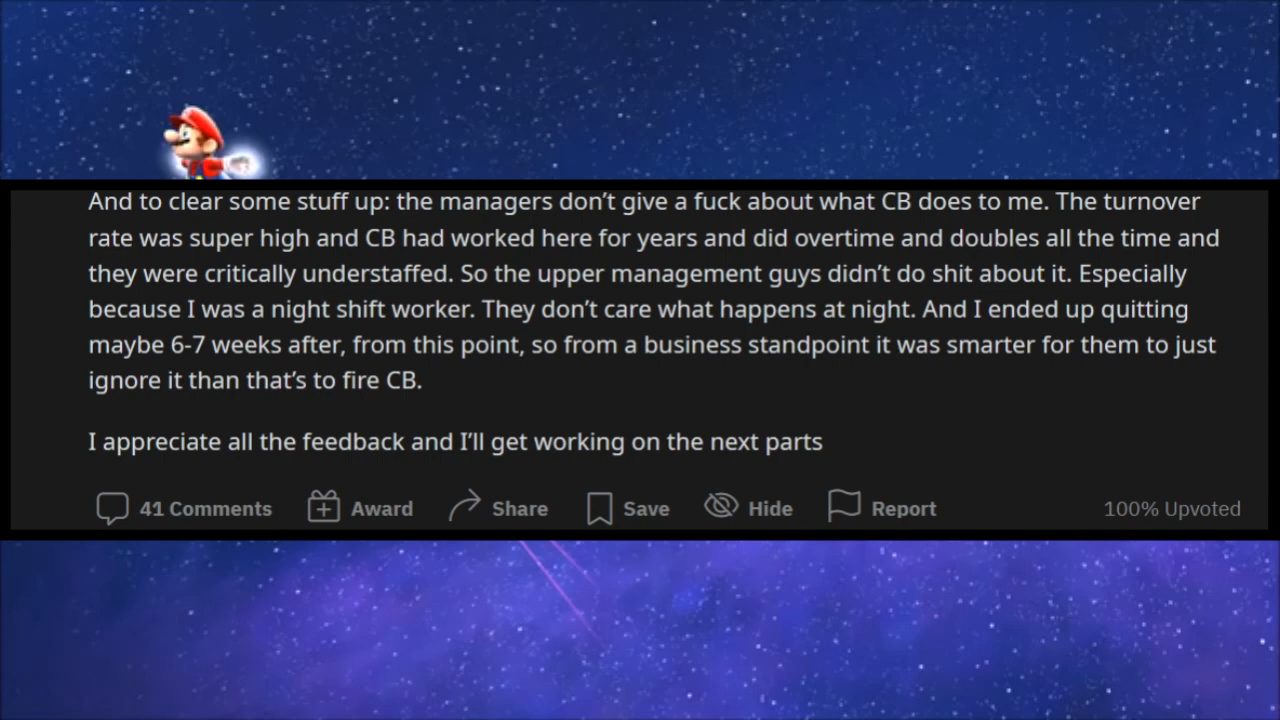 And to clear some stuff up: the managers don’t give a fuck about what CB does to me. The turnover
rate was super high and CB had worked here for years and did overtime and doubles all the time and
they were critically understaffed. So the upper management guys didn’t do shit about it. Especially
because I was a night shift worker. They don’t care what happens at night. And I ended up quitting
maybe 6-7 weeks after, from this point, so from a business standpoint it was smarter for them to just
ignore it than that’s to fire CB.
I appreciate all the feedback and I’ll get working on the next parts
41 Comments Award Share Save Hide Report 100% Upvoted